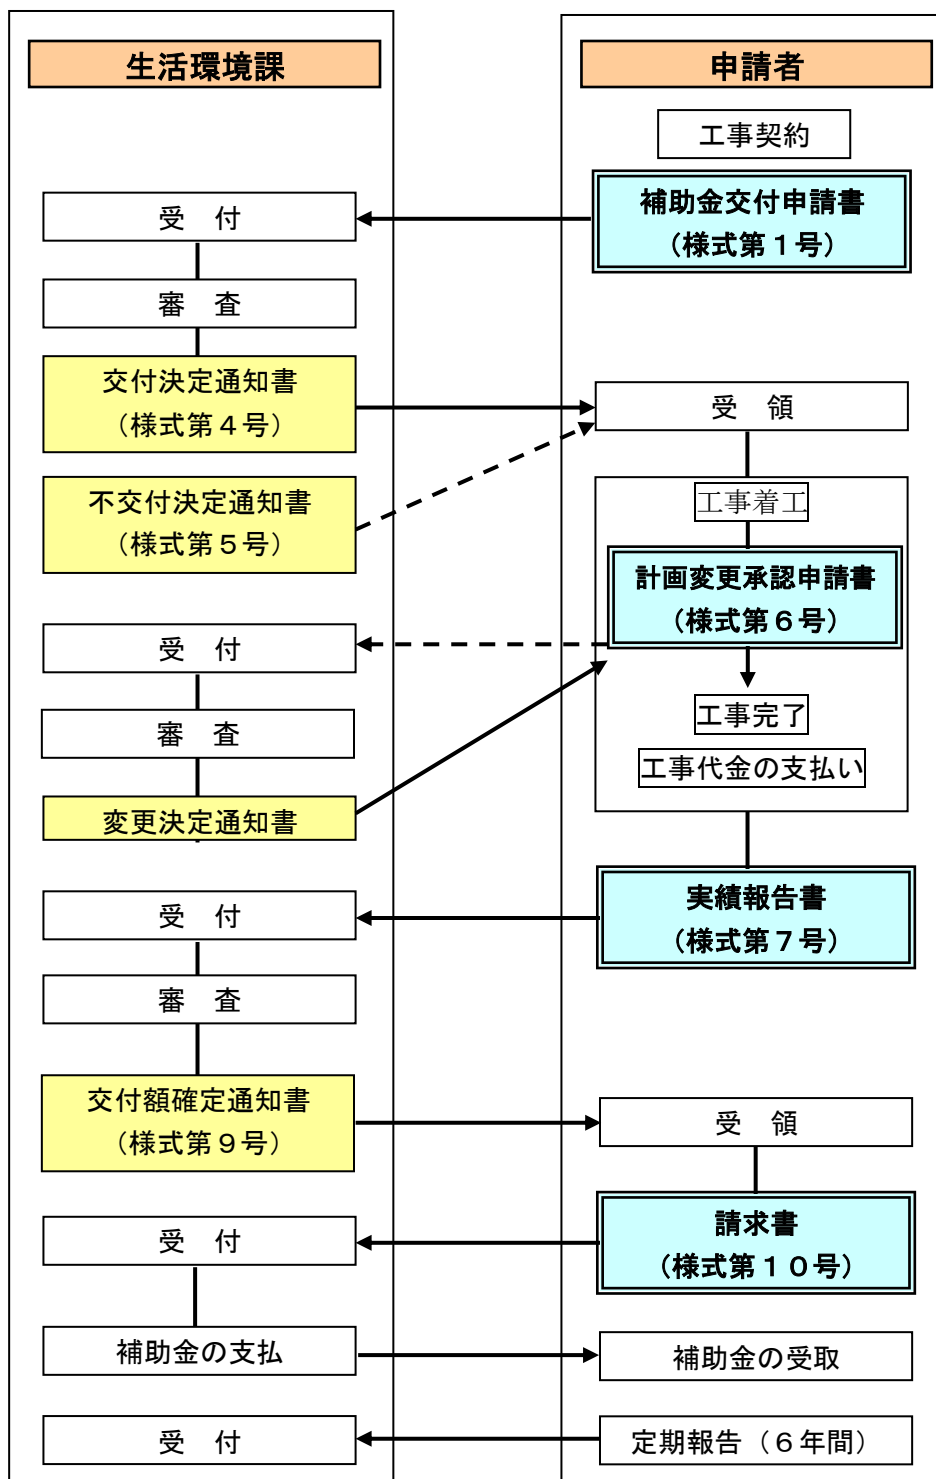 生活環境課
申請者
工事契約
補助金交付申請書
（様式第１号）
受　付
審　査
交付決定通知書
（様式第４号）
受　領
不交付決定通知書
（様式第５号）
工事着工
計画変更承認申請書
（様式第６号）
受　付
審　査
工事完了
工事代金の支払い
変更決定通知書
実績報告書
（様式第７号）
受　付
審　査
交付額確定通知書
（様式第９号）
受　領
請求書
（様式第１０号）
受　付
補助金の支払
補助金の受取
定期報告（６年間）
受　付